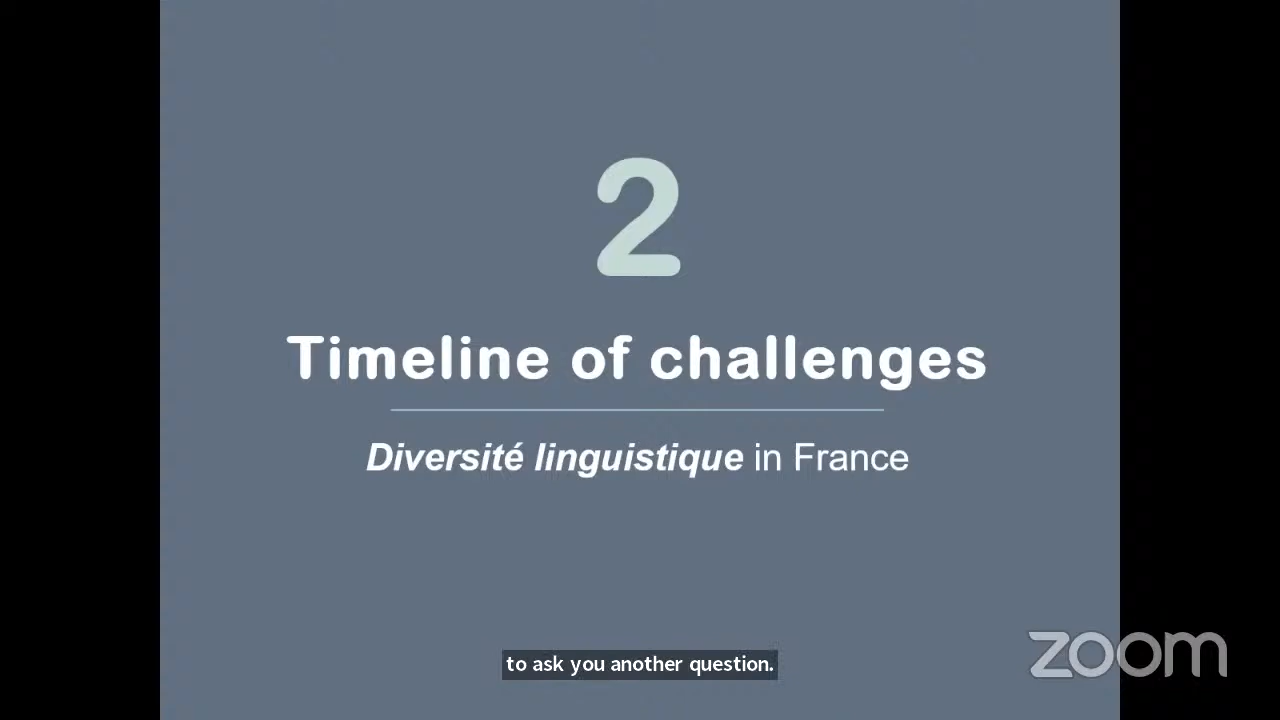 2
Timeline of challenges
Diversité linguistique in France
to ask you another question.
zoom